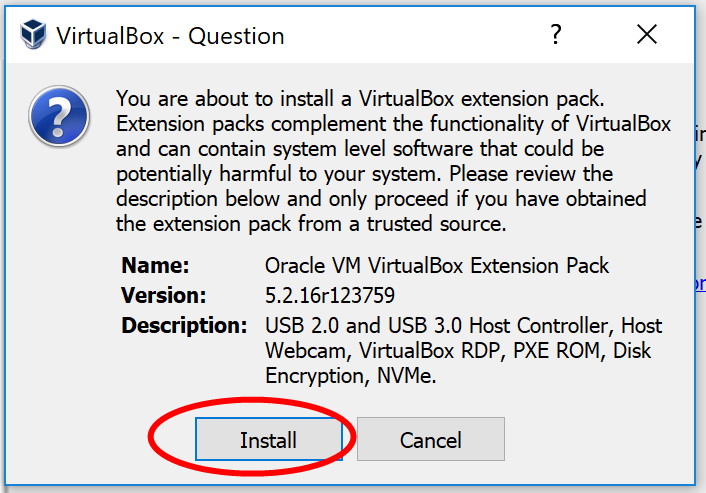 VirtualBox - Question
?
You are about to install a VirtualBox extension pack.
Extension packs complement the functionality of VirtualBox
and can contain system level software that could be
potentially harmful to your system. Please review the
description below and only proceed if you have obtained
the extension pack from a trusted source.
Name: Oracle VM VirtualBox Extension Pack
Version: 5.2.16r123759
Description: USB 2.0 and USB 3.0 Host Controller, Host
Webcam, VirtualBox RDP, PXE ROM, Disk
Encryption, NVMe.
Install Cancel